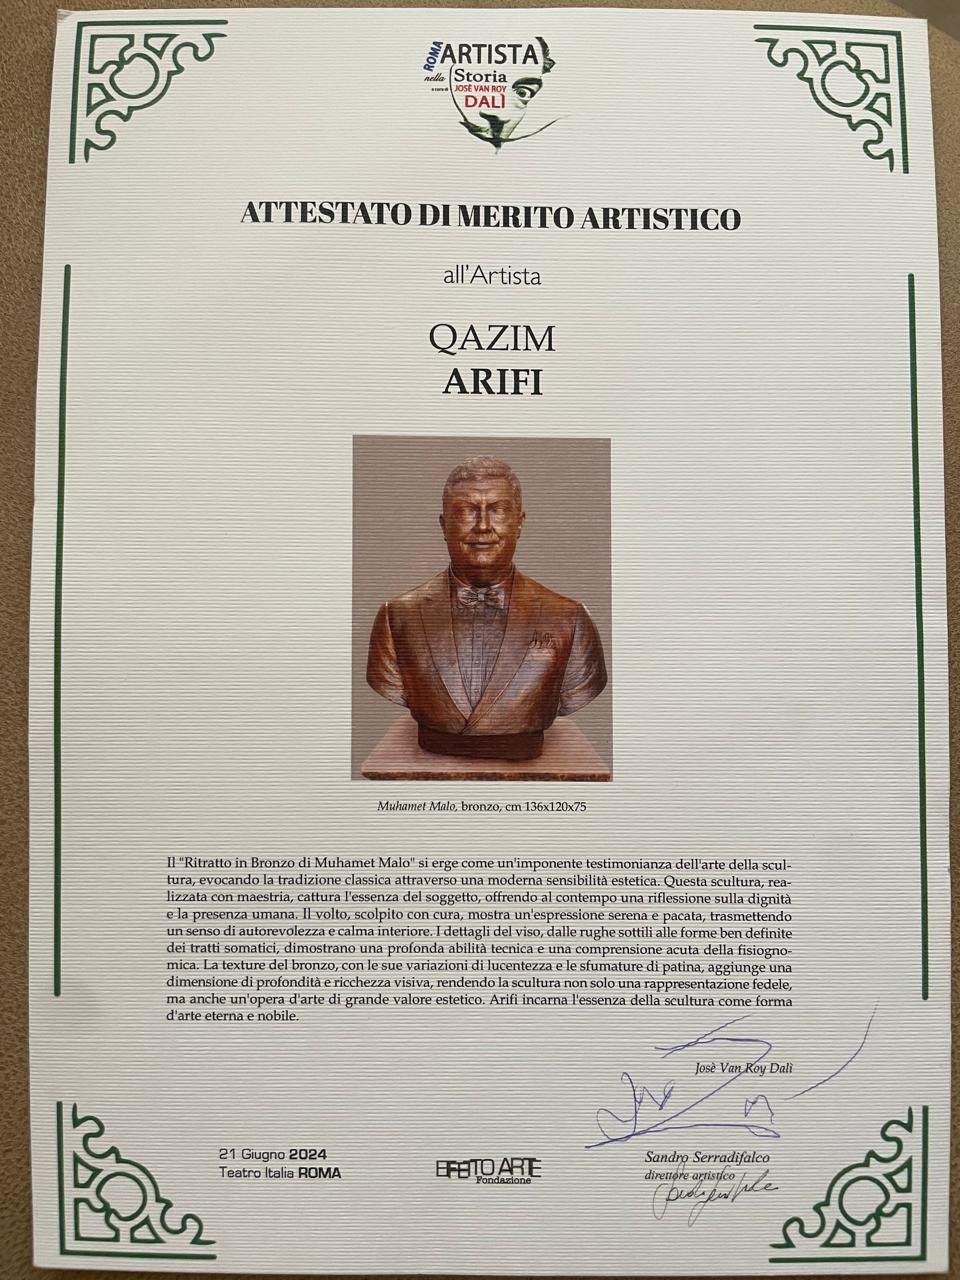 ROMA
ARTISTA
nella Storia
a cura di JOSÈ VAN ROY
DALÌ
ATTESTATO DI MERITO ARTISTICO
all'Artista
QAZIM
ARIFI
Muhamet Malo, bronzo, cm 136x120x75
Il "Ritratto in Bronzo di Muhamet Malo" si erge come un'imponente testimonianza dell'arte della scul-
tura, evocando la tradizione classica attraverso una moderna sensibilità estetica. Questa scultura, rea-
lizzata con maestria, cattura l'essenza del soggetto, offrendo al contempo una riflessione sulla dignità
e la presenza umana. Il volto, scolpito con cura, mostra un'espressione serena e pacata, trasmettendo
un senso di autorevolezza e calma interiore. I dettagli del viso, dalle rughe sottili alle forme ben definite
dei tratti somatici, dimostrano una profonda abilità tecnica e una comprensione acuta della fisiogno-
mica. La texture del bronzo, con le sue variazioni di lucentezza e le sfumature di patina, aggiunge una
dimensione di profondità e ricchezza visiva, rendendo la scultura non solo una rappresentazione fedele,
ma anche un'opera d'arte di grande valore estetico. Arifi incarna l'essenza della scultura come forma
d'arte eterna e nobile.
Josè Van Roy Dalì
21 Giugno 2024
Teatro Italia ROMA
EFFETTO ARTE
Fondazione
Sandro Serradifalco
direttore artistico